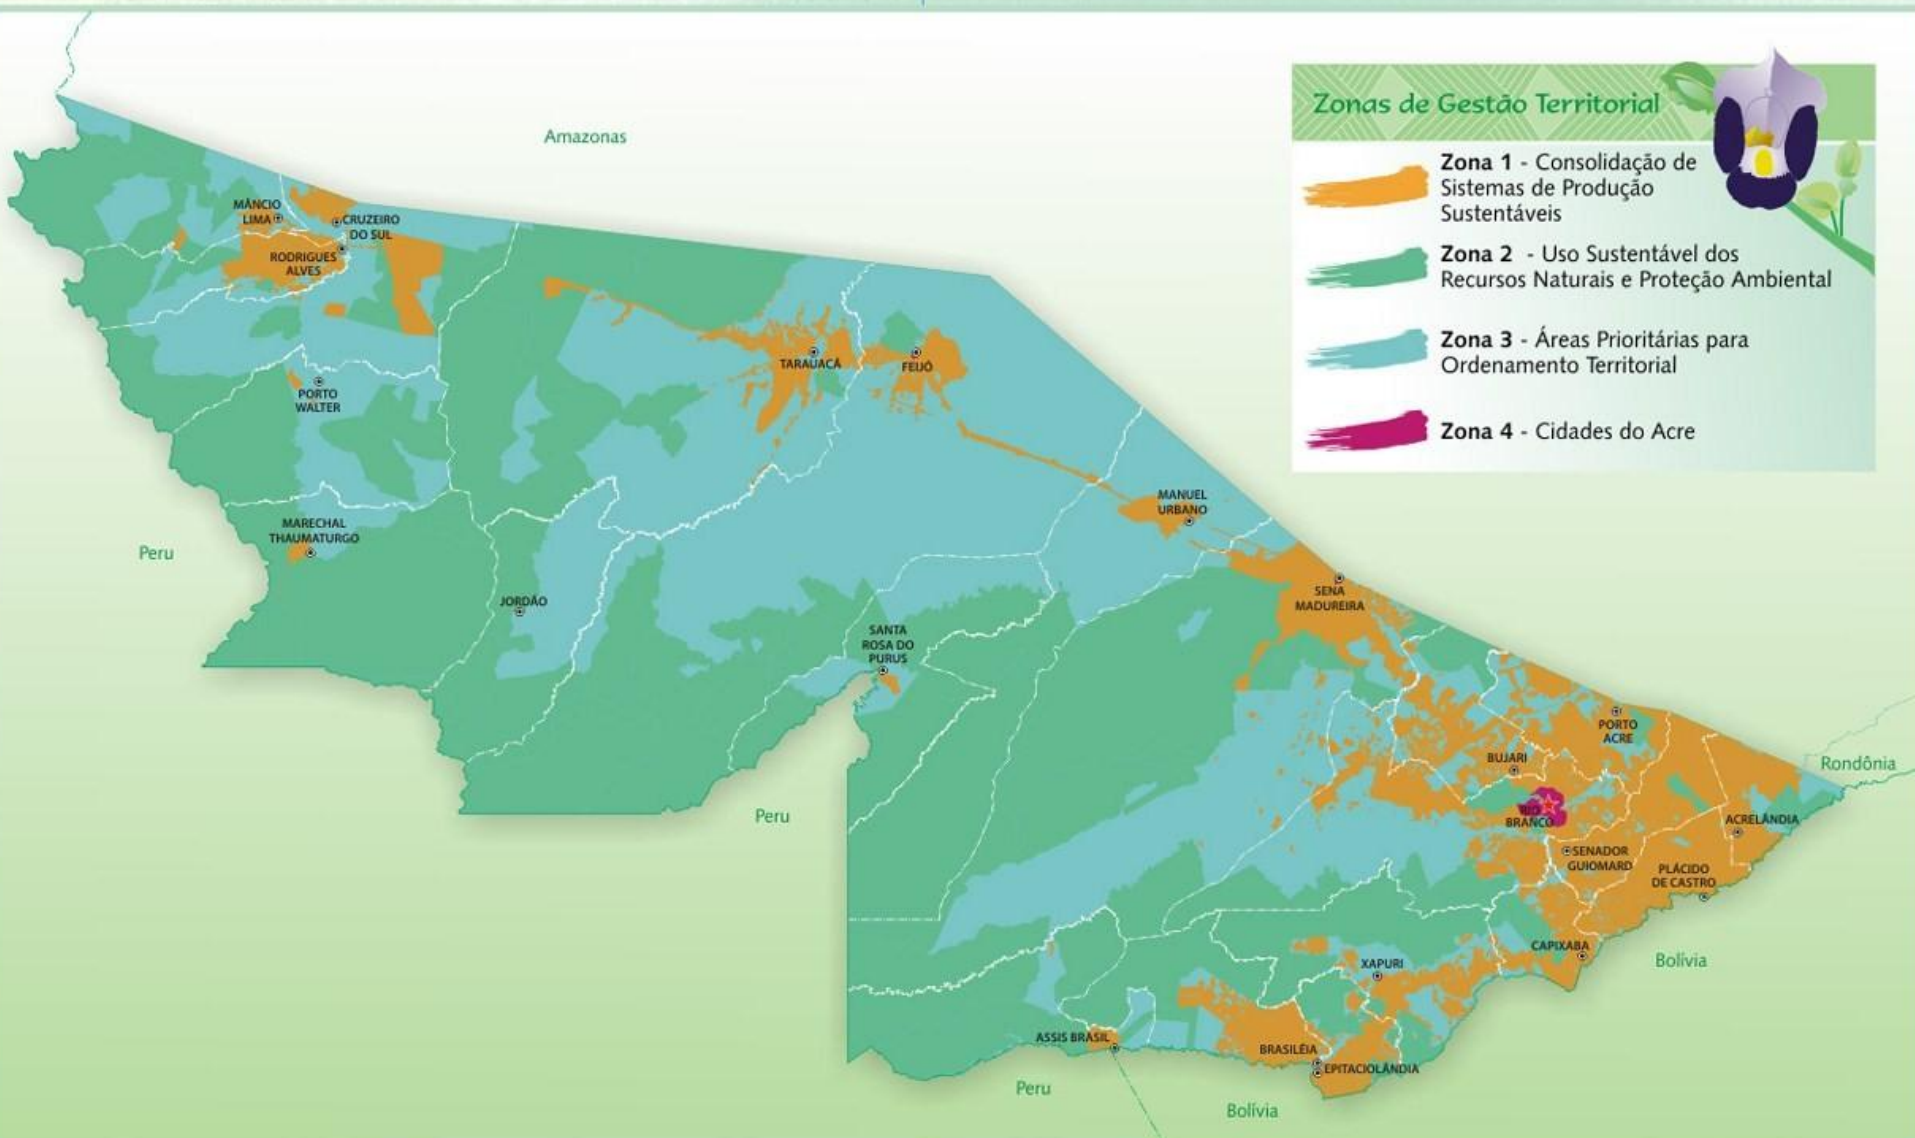 Amazonas
Zonas de Gestão Territorial
Zona 1 - Consolidação de
Sistemas de Produção
Sustentáveis
Zona 2 - Uso Sustentável dos
Recursos Naturais e Proteção Ambiental
Zona 3 - Áreas Prioritárias para
Ordenamento Territorial
Zona 4 - Cidades do Acre
MÂNCIO
LIMA
CRUZEIRO
DO SUL
RODRIGUES
ALVES
TARAUACÁ
FEIJÓ
PORTO
WALTER
MANUEL
URBANO
MARECHAL
THAUMATURGO
Peru
JORDÃO
SENA
MADUREIRA
SANTA
ROSA DO
PURUS
PORTO
ACRE
BUJARI
Rondônia
RIO
BRANCO
ACRELÂNDIA
Peru
SENADOR
GUIOMARD
PLÁCIDO
DE CASTRO
CAPIXABA
Bolívia
XAPURI
ASSIS BRASIL
BRASILÉIA
EPITACIOLÂNDIA
Peru
Bolívia